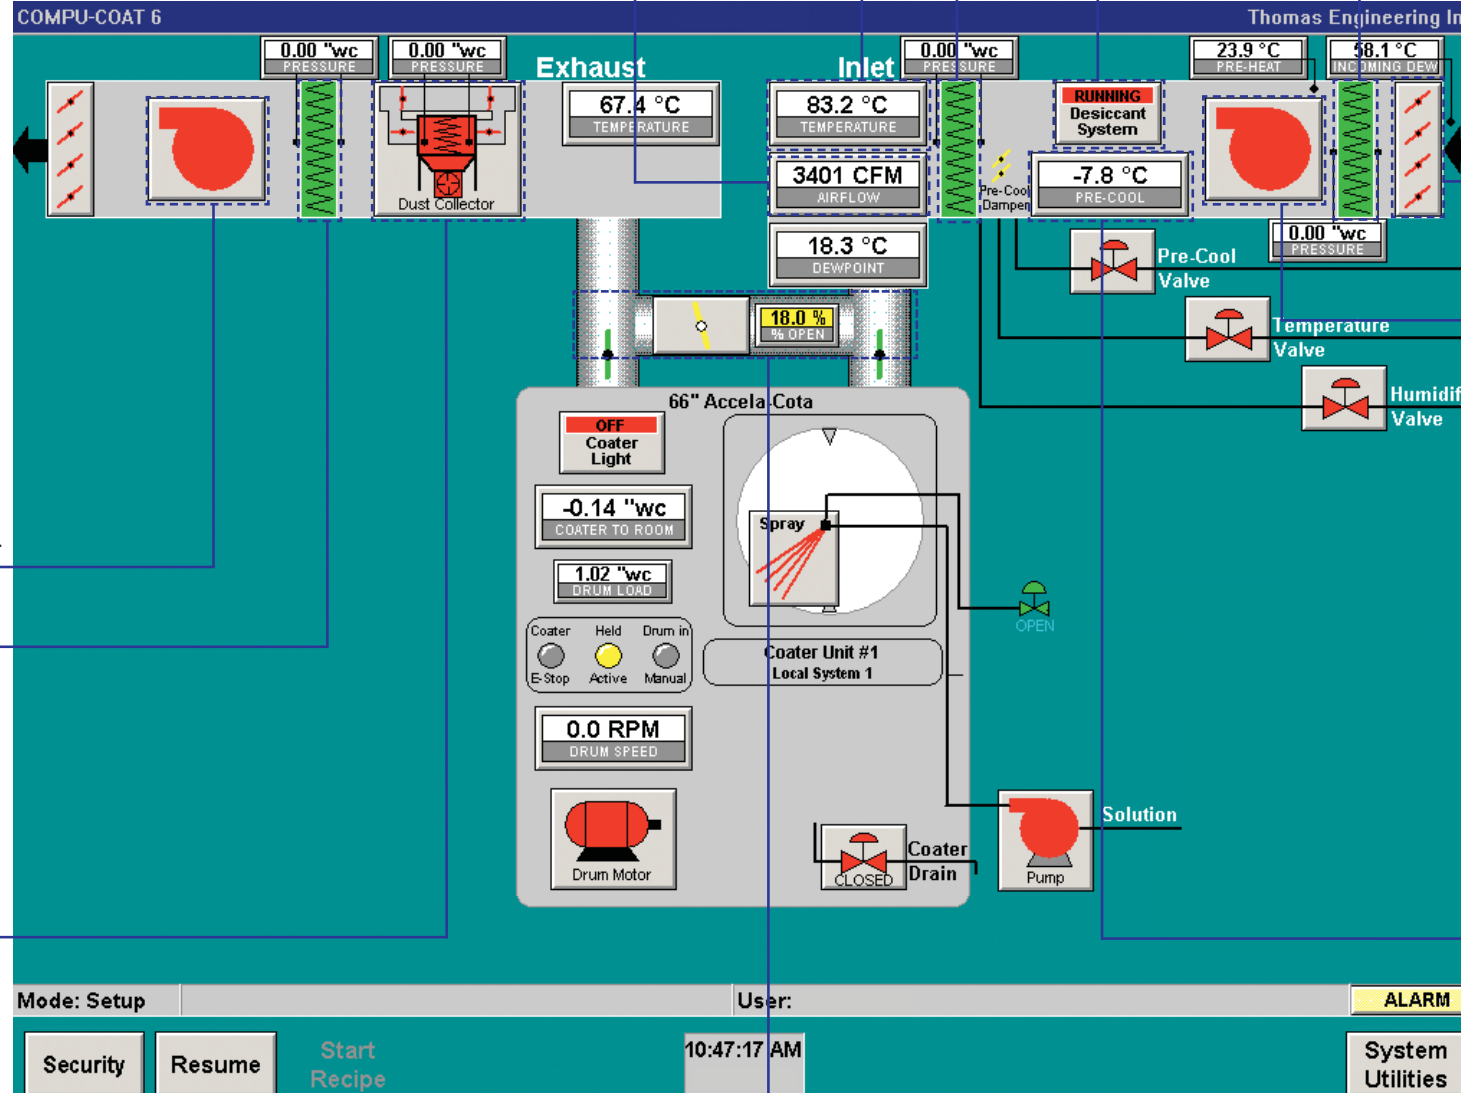 COMPU-COAT 6
Thomas Engineering In
0.00 "wc
PRESSURE
0.00 "wc
PRESSURE
Exhaust
Inlet
0.00 "wc
PRESSURE
23.9 °C
PRE-HEAT
58.1 °C
INCOMING DEW
67.4 °C
TEMPERATURE
83.2 °C
TEMPERATURE
RUNNING
Desiccant
System
3401 CFM
AIRFLOW
Pre-Cool
Damper
-7.8 °C
PRE-COOL
Dust Collector
18.3 °C
DEWPOINT
0.00 "wc
PRESSURE
Pre-Cool
Valve
18.0 %
% OPEN
Temperature
Valve
Humidif
Valve
66" Accela-Cota
OFF
Coater
Light
-0.14 "wc
COATER TO ROOM
Spray
1.02 "wc
DRUM LOAD
OPEN
Coater
Held
Drum in
E-Stop
Active
Manual
Coater Unit #1
Local System 1
0.0 RPM
DRUM SPEED
Drum Motor
CLOSED
Coater
Drain
Solution
Pump
Mode: Setup
User:
ALARM
Security
Resume
Start
Recipe
10:47:17 AM
System
Utilities